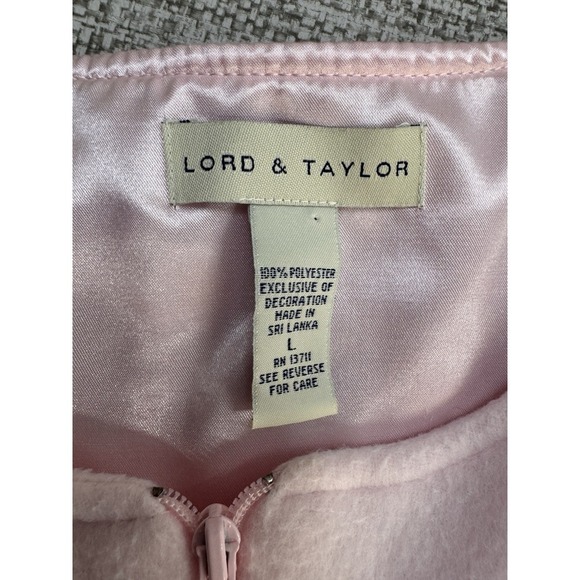 LORD & TAYLOR
100% POLYESTER
EXCLUSIVE OF
DECORATION
MADE IN
SRI LANKA
L
RN 13711
SEE REVERSE
FOR CARE